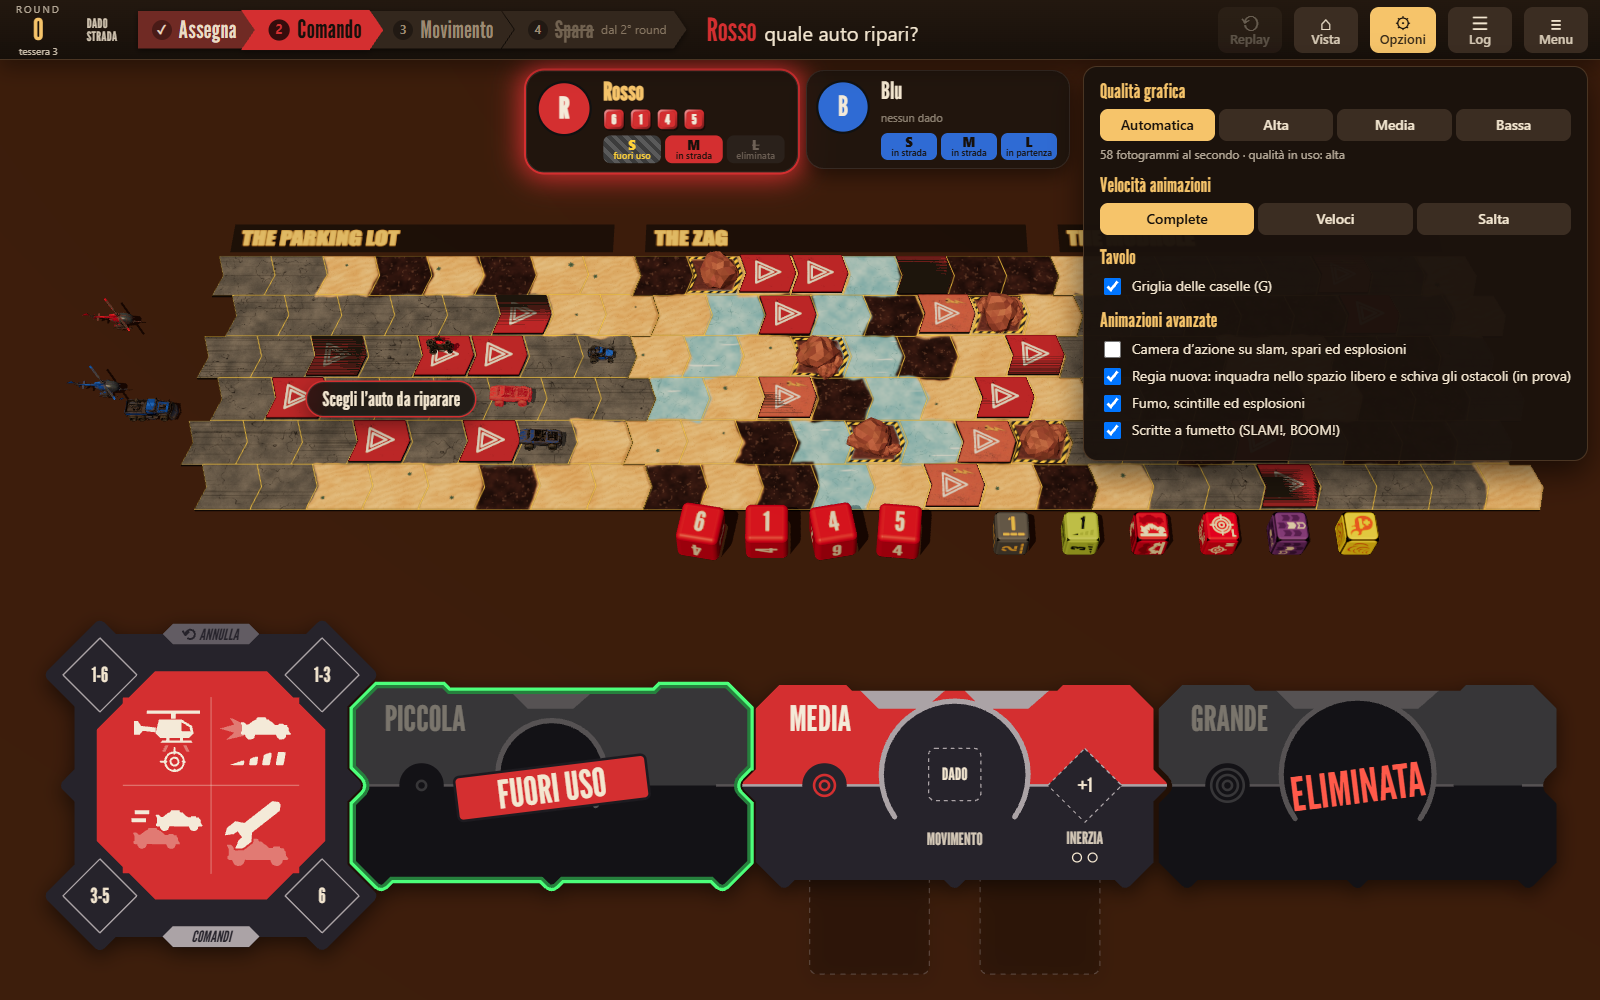 ROUND
0
tessera 3
DADO
STRADA
✓ Assegna
2 Comando
3 Movimento
4 Spara dal 2° round
Rosso quale auto ripari?
Replay
Vista
Opzioni
Log
Menu
R
Rosso
6 1 4 5
S
fuori uso
M
in strada
L
eliminata
B
Blu
nessun dado
S
in strada
M
in strada
L
in partenza
Qualità grafica
Automatica
Alta
Media
Bassa
58 fotogrammi al secondo · qualità in uso: alta
Velocità animazioni
Complete
Veloci
Salta
Tavolo
Griglia delle caselle (G)
Animazioni avanzate
Camera d'azione su slam, spari ed esplosioni
Regia nuova: inquadra nello spazio libero e schiva gli ostacoli (in prova)
Fumo, scintille ed esplosioni
Scritte a fumetto (SLAM!, BOOM!)
THE PARKING LOT
THE ZAG
Scegli l'auto da riparare
6 1 4 5
4 9 4
1 1
ANNULLA
1-6
1-3
3-5
6
COMANDI
PICCOLA
FUORI USO
MEDIA
DADO
MOVIMENTO
+1
INERZIA
GRANDE
ELIMINATA